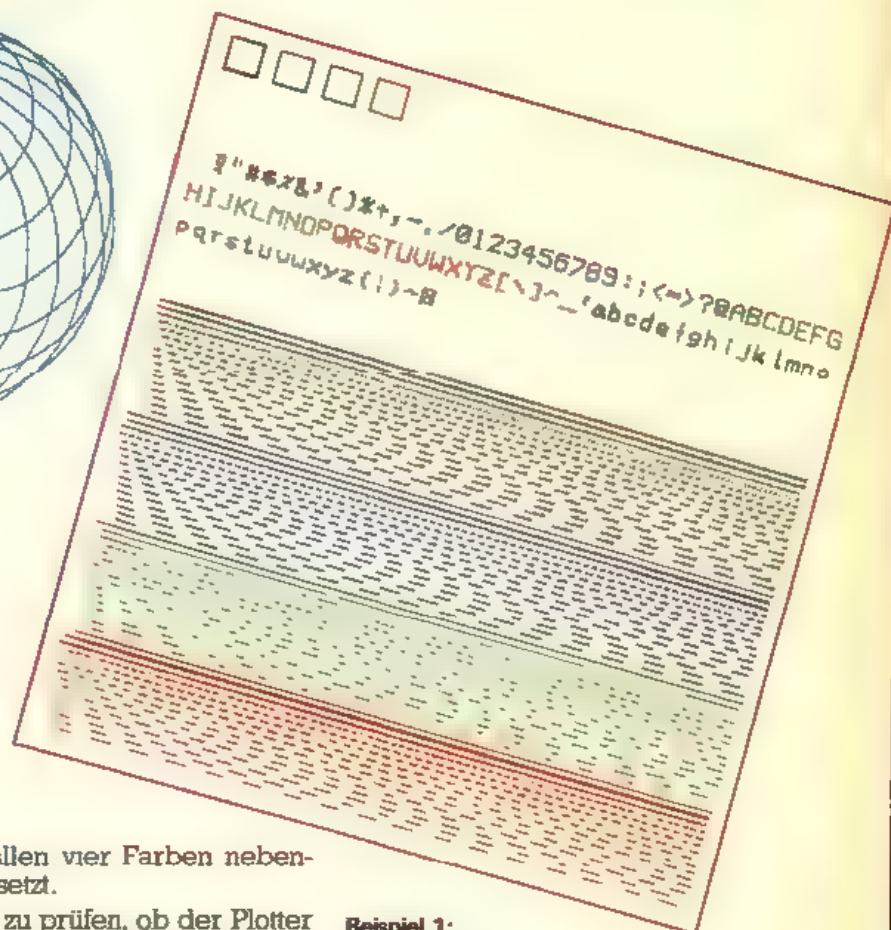 !"#$%&'()*+,-./0123456789:;<=>?@ABCDEFG
HIJKLMNOPQRSTUVWXYZ[\]^_'abcdefghijklmno
pqrstuvwxyz{|}~
allen vier Farben neben-
setzt.
zu prüfen, ob der Plotter
Beispiel 1: